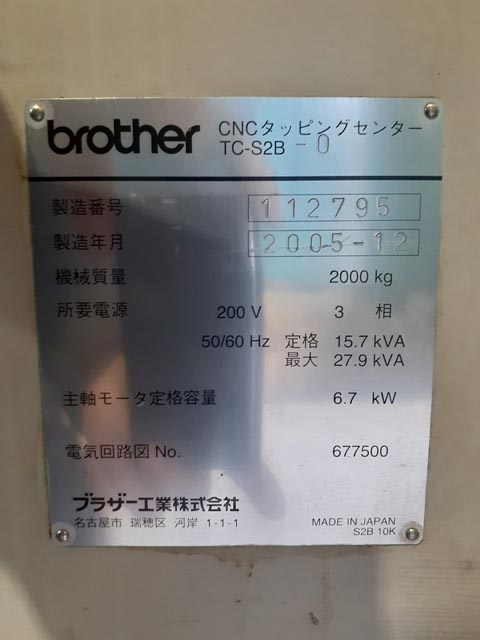 brother CNCタッピングセンター
TC-S2B-0
製造番号 112795
製造年月 2005-12
機械質量 2000 kg
所要電源 200 V 3 相
50/60 Hz 定格 15.7 kVA
最大 27.9 kVA
主軸モータ定格容量 6.7 kW
電気回路図No. 677500
ブラザー工業株式会社
名古屋市 瑞穂区 河岸 1-1-1
MADE IN JAPAN
S2B 10K